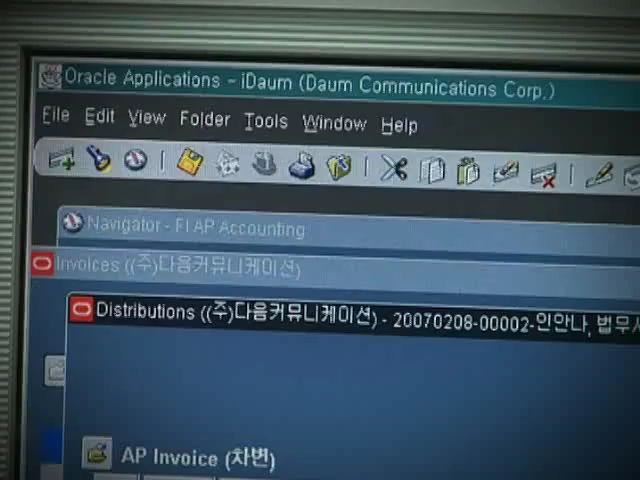 Oracle Applications - iDaum (Daum Communications Corp.)
File Edit View Folder Tools Window Help
Navigator - FI AP Accounting
Invoices ((주)다음커뮤니케이션)
Distributions ((주)다음커뮤니케이션) - 20070208-00002-인안나, 법무사
AP Invoice (차변)